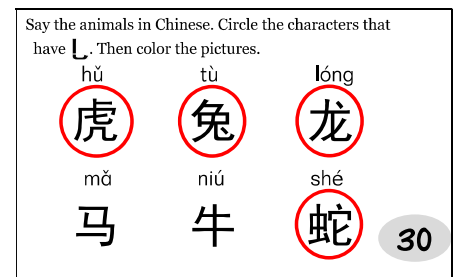 Say the animals in Chinese. Circle the characters that
have ㇄. Then color the pictures.
hǔ tù lóng
虎 兔 龙
mǎ niú shé
马 牛 蛇
30